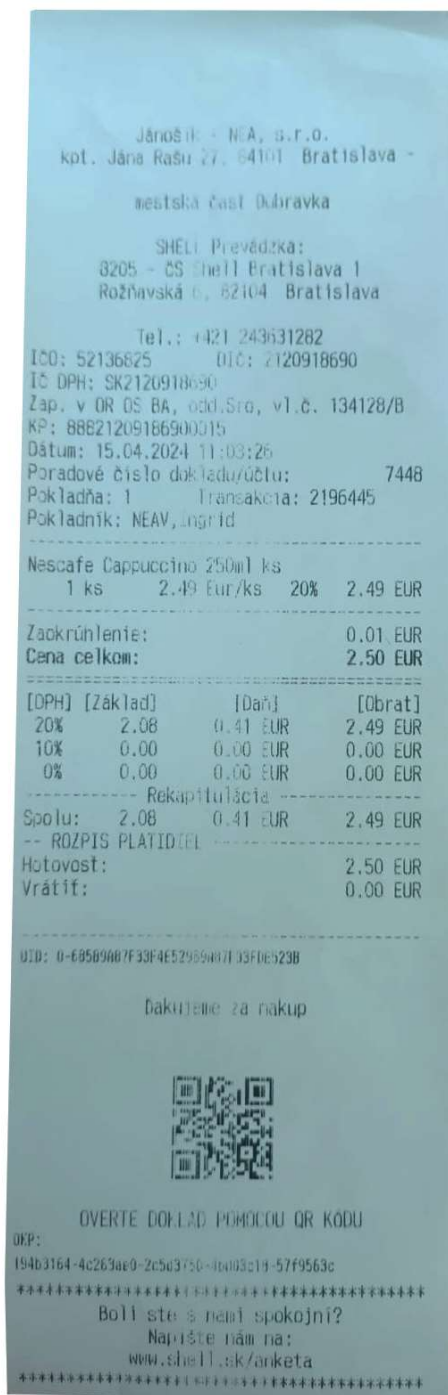 Jánošík - NEA, s.r.o.
kpt. Jána Rašu 27, 84101 Bratislava -
mestská časť Dúbravka
SHELL Prevádzka:
8205 - ČS Shell Bratislava 1
Rožňavská 6, 82104 Bratislava
Tel.: +421 243631282
IČO: 52136825 DIČ: 2120918690
IČ DPH: SK2120918690
Zap. v OR OS BA, odd.Sro, vl.č. 134128/B
KP: 88821209186900015
Dátum: 15.04.2024 11:03:26
Poradové číslo dokladu/účtu: 7448
Pokladňa: 1 Transakcia: 2196445
Pokladník: NEAV,Ingrid
Nescafe Cappuccino 250ml ks
1 ks 2.49 Eur/ks 20% 2.49 EUR
Zaokrúhlenie: 0.01 EUR
Cena celkom: 2.50 EUR
[DPH] [Základ] [Daň] [Obrat]
20% 2.08 0.41 EUR 2.49 EUR
10% 0.00 0.00 EUR 0.00 EUR
0% 0.00 0.00 EUR 0.00 EUR
------------ Rekapitulácia ------------
Spolu: 2.08 0.41 EUR 2.49 EUR
-- ROZPIS PLATIDIEL ----------------
Hotovosť: 2.50 EUR
Vrátiť: 0.00 EUR
UID:
Ďakujeme za nákup
OVERTE DOKLAD POMOCOU QR KÓDU
OKP:
Boli ste s nami spokojní?
Napíšte nám na:
www.shell.sk/anketa